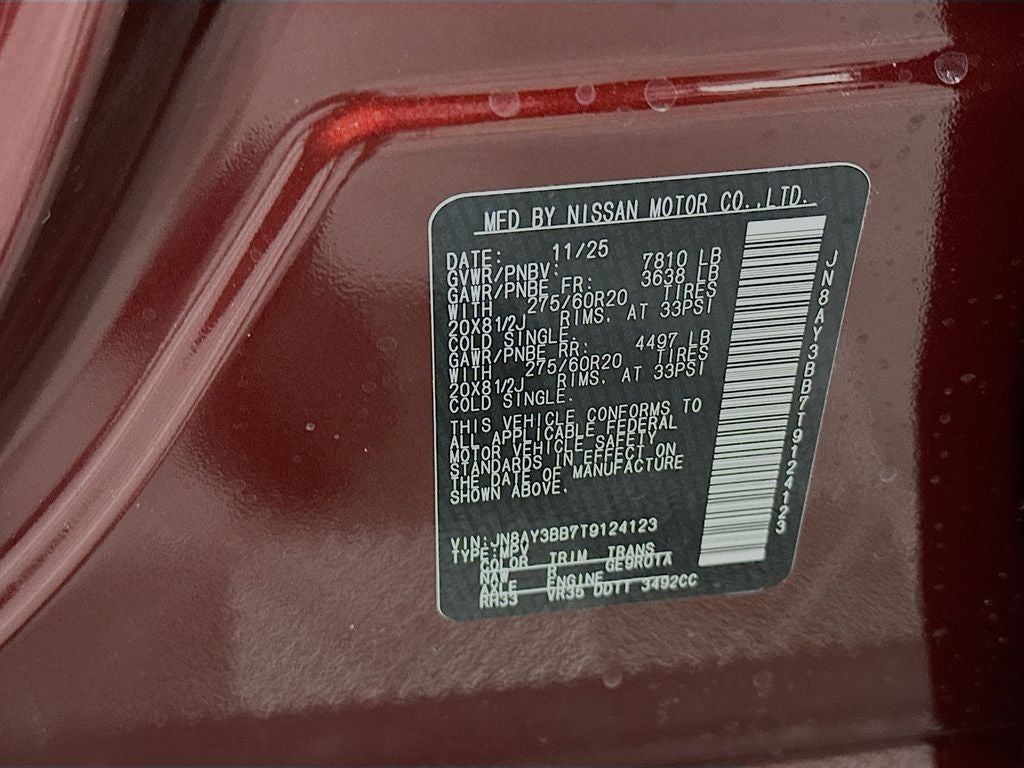 MFD BY NISSAN MOTOR CO.,LTD.
DATE: 11/25
GVWR/PNBV: 7810 LB
GAWR/PNBE FR: 3638 LB
WITH 275/60R20 TIRES
20X81/2J RIMS. AT 33PSI
COLD SINGLE.
GAWR/PNBE RR: 4497 LB
WITH 275/60R20 TIRES
20X81/2J RIMS. AT 33PSI
COLD SINGLE.
THIS VEHICLE CONFORMS TO
ALL APPLICABLE FEDERAL
MOTOR VEHICLE SAFETY
STANDARDS IN EFFECT ON
THE DATE OF MANUFACTURE
SHOWN ABOVE.
VIN:JN8AY3BB7T9124123
TYPE:MPV
COLOR TRIM TRANS
NAW R GE9R01A
AXLE ENGINE
RH33 VR35 DDTT 3492CC
JN8AY3BB7T9124123